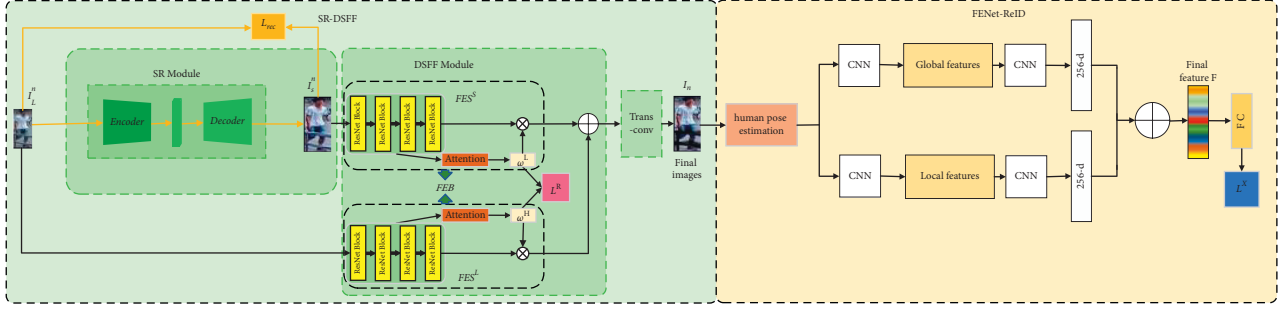 SR-DSFF
L_rec
SR Module
I_L^n
Encoder
Decoder
I_s^n
DSFF Module
FES^S
ResNet Block
ResNet Block
ResNet Block
ResNet Block
Attention
ω^L
FEB
L^R
Attention
ω^H
ResNet Block
ResNet Block
ResNet Block
ResNet Block
FES^L
Trans
-conv
I_n
Final
images
FENet-ReID
human pose
estimation
CNN
Global features
CNN
256-d
CNN
Local features
CNN
256-d
Final
feature F
F C
L^X